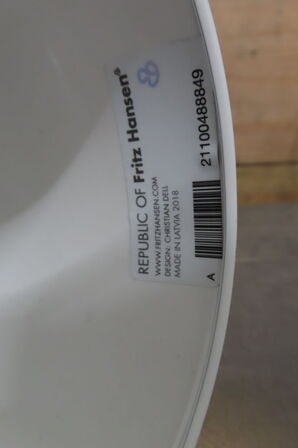 REPUBLIC OF Fritz Hansen®
WWW.FRITZHANSEN.COM
DESIGN: CHRISTIAN DELL
MADE IN LATVIA 2018
A
21100488849